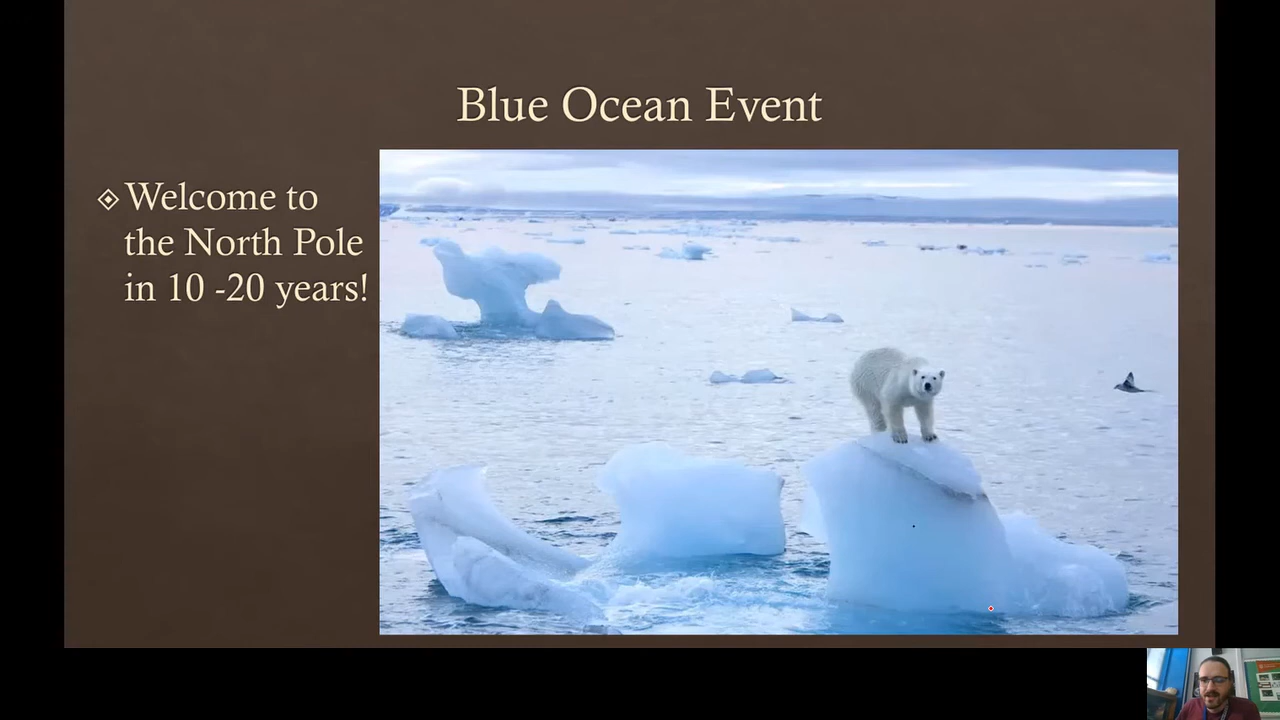 Blue Ocean Event
Welcome to
the North Pole
in 10 -20 years!